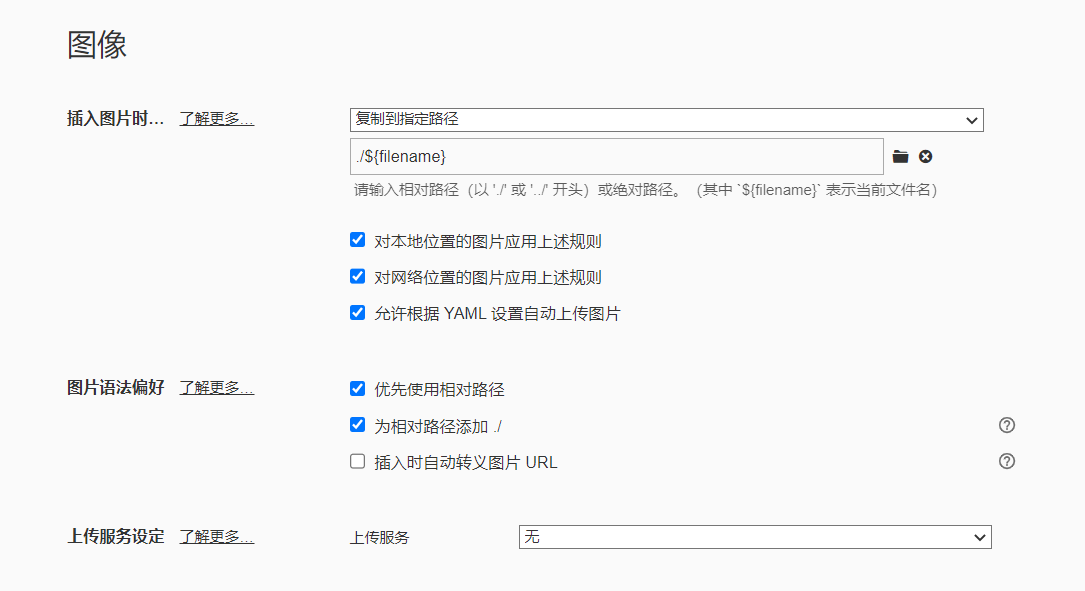 图像
插入图片时… 了解更多… 复制到指定路径
./${filename}
请输入相对路径（以 './' 或 '../' 开头）或绝对路径。（其中 `${filename}` 表示当前文件名）
对本地位置的图片应用上述规则
对网络位置的图片应用上述规则
允许根据 YAML 设置自动上传图片
图片语法偏好 了解更多… 优先使用相对路径
为相对路径添加 ./
插入时自动转义图片 URL
上传服务设定 了解更多… 上传服务 无